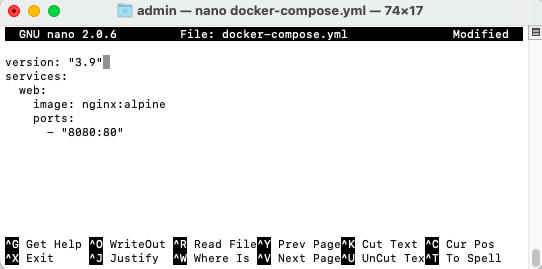 admin — nano docker-compose.yml — 74×17
GNU nano 2.0.6 File: docker-compose.yml Modified
version: "3.9"
services:
  web:
    image: nginx:alpine
    ports:
      - "8080:80"
^G Get Help ^O WriteOut ^R Read File ^Y Prev Page ^K Cut Text ^C Cur Pos
^X Exit ^J Justify ^W Where Is ^V Next Page ^U UnCut Tex ^T To Spell